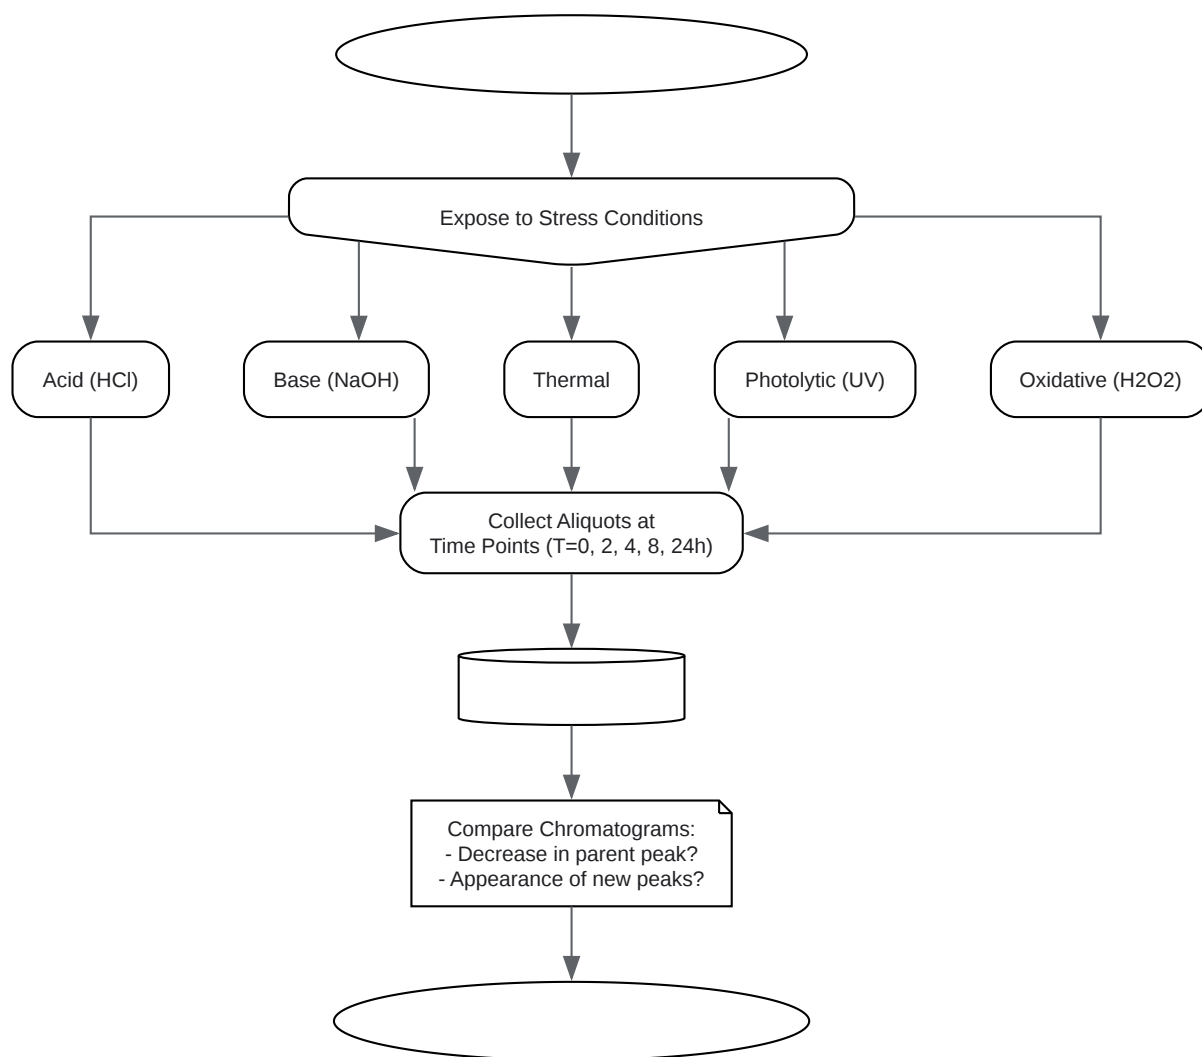 Expose to Stress Conditions
Acid (HCl)
Base (NaOH)
Thermal
Photolytic (UV)
Oxidative (H2O2)
Collect Aliquots at
Time Points (T=0, 2, 4, 8, 24h)
Compare Chromatograms:
- Decrease in parent peak?
- Appearance of new peaks?